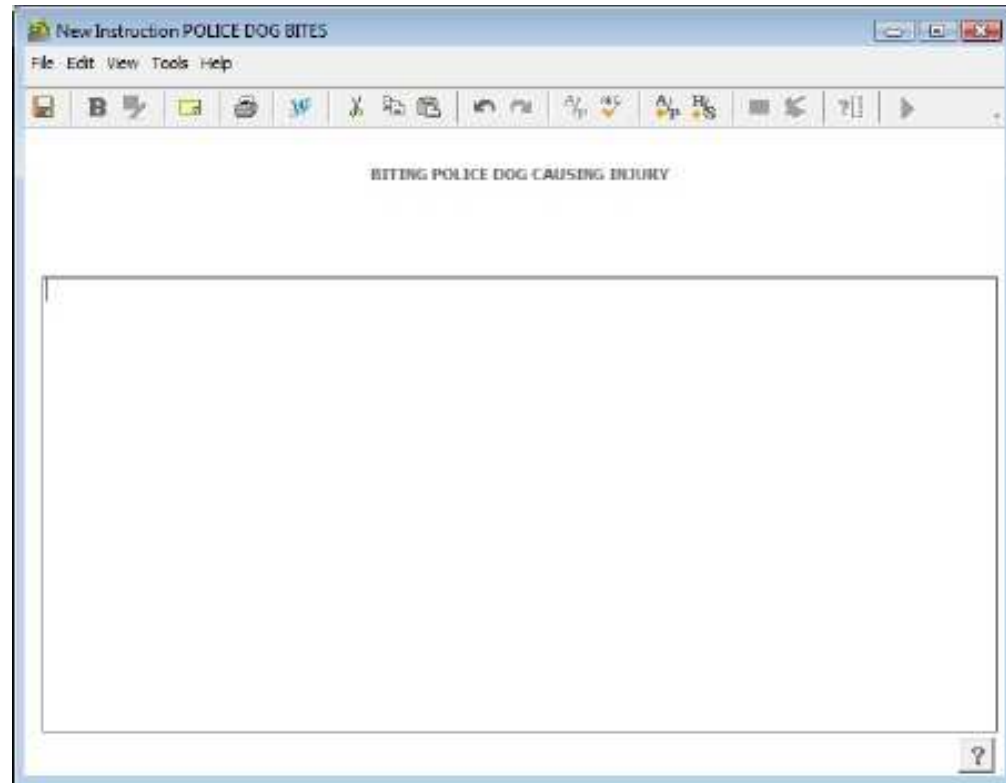 New Instruction POLICE DOG BITES
File Edit View Tools Help
BITING POLICE DOG CAUSING INJURY